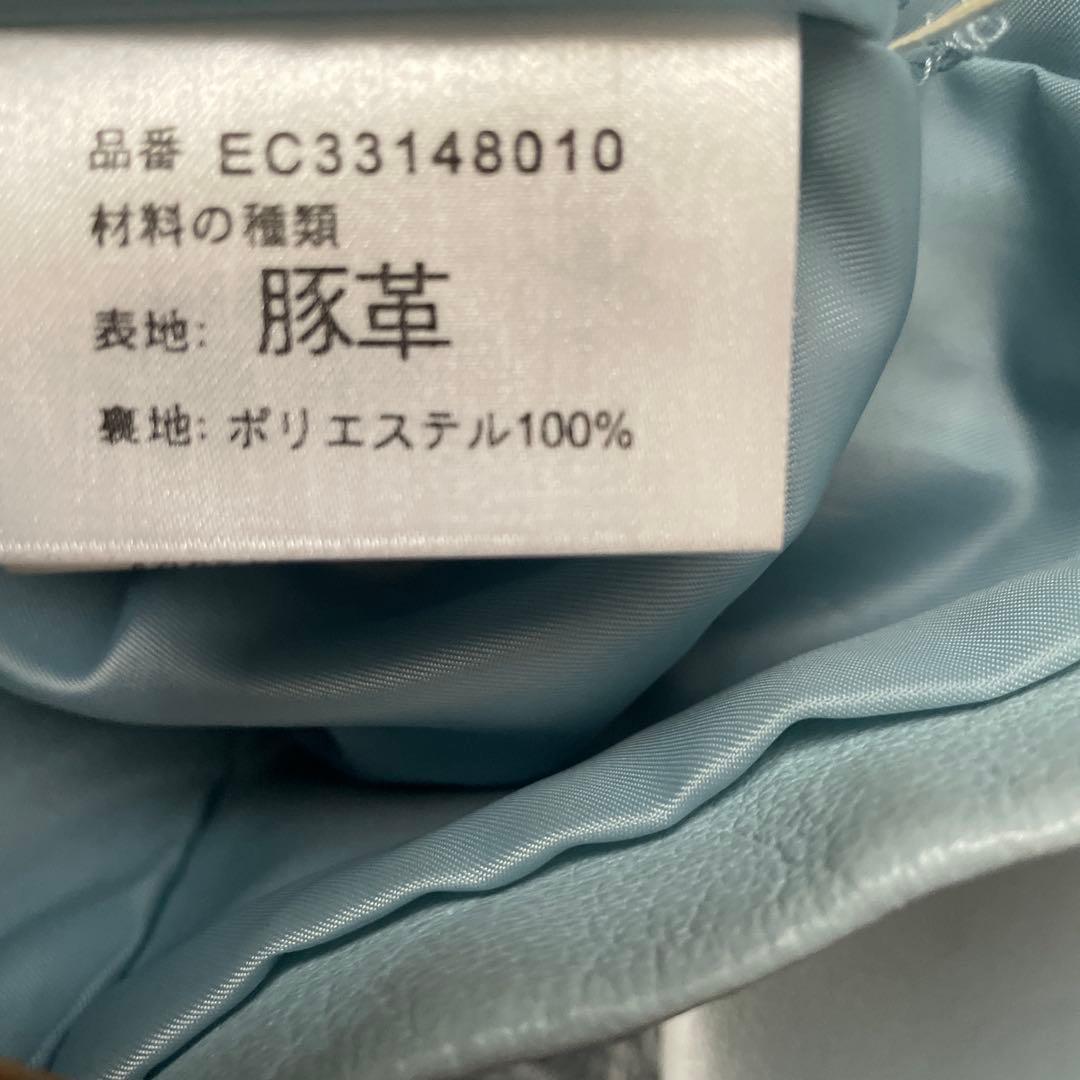 品番 EC33148010
材料の種類
表地: 豚革
裏地: ポリエステル100%